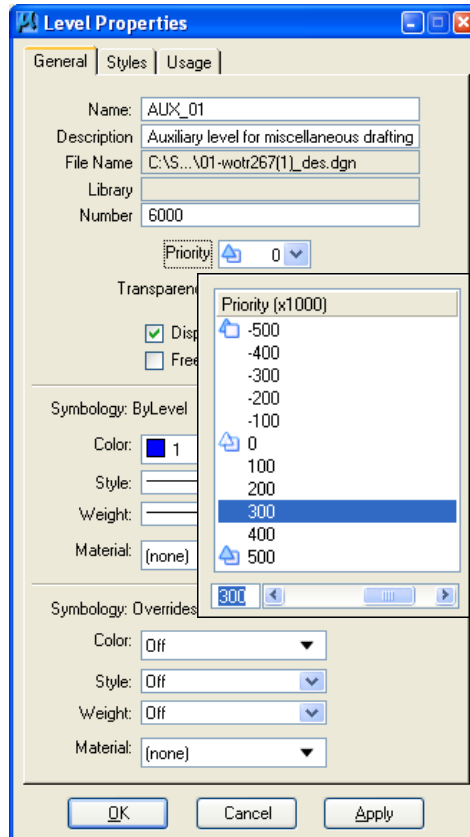 Level Properties
General Styles Usage
Name: AUX_01
Description Auxiliary level for miscellaneous drafting
File Name C:\S...\01-wotr267(1)_des.dgn
Library
Number 6000
Priority 0
Transparenc
Disp
Free
Priority (x1000)
-500
-400
-300
-200
-100
0
100
200
300
400
500
300
Symbology: ByLevel
Color: 1
Style:
Weight:
Material: (none)
Symbology: Overrides
Color: Off
Style: Off
Weight: Off
Material: (none)
OK Cancel Apply